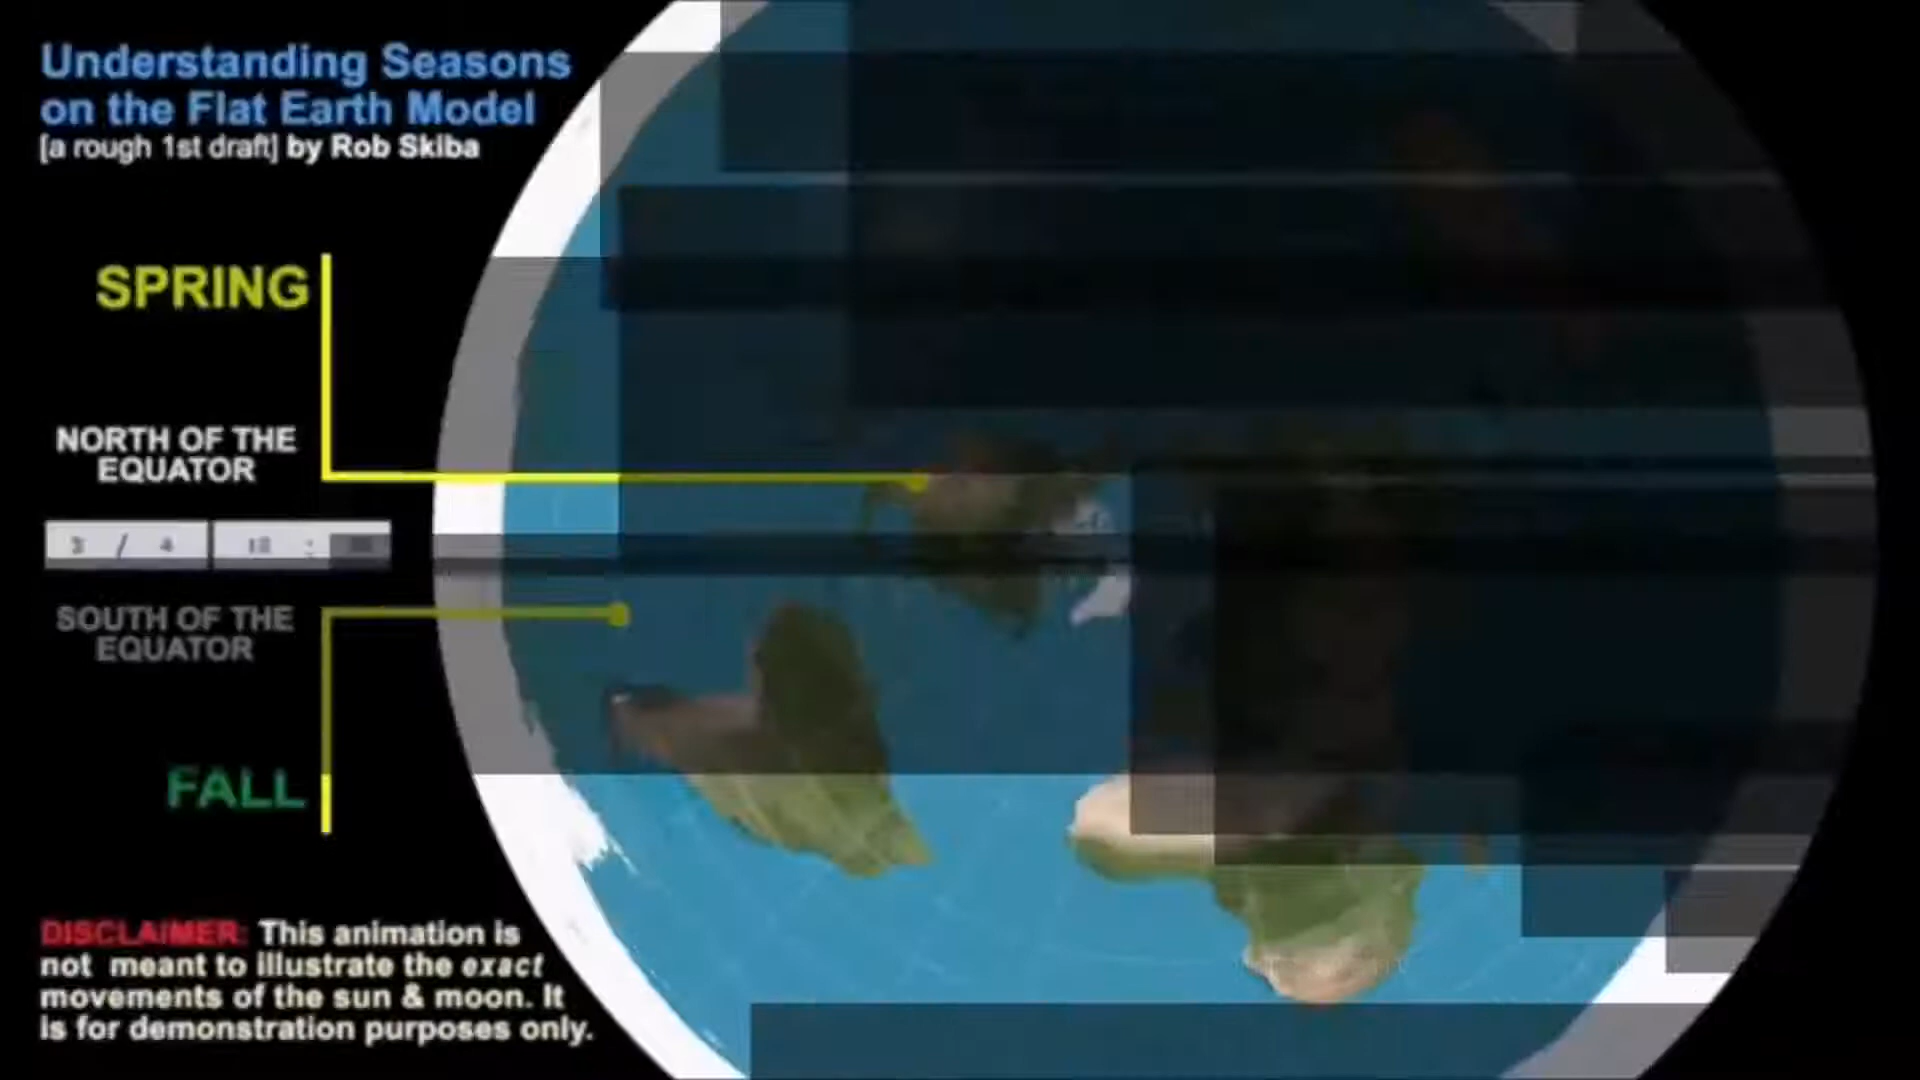 Understanding Seasons
on the Flat Earth Model
[a rough 1st draft] by Rob Skiba
SPRING
NORTH OF THE
EQUATOR
3 / 4
SOUTH OF THE
EQUATOR
FALL
DISCLAIMER: This animation is
not meant to illustrate the exact
movements of the sun & moon. It
is for demonstration purposes only.